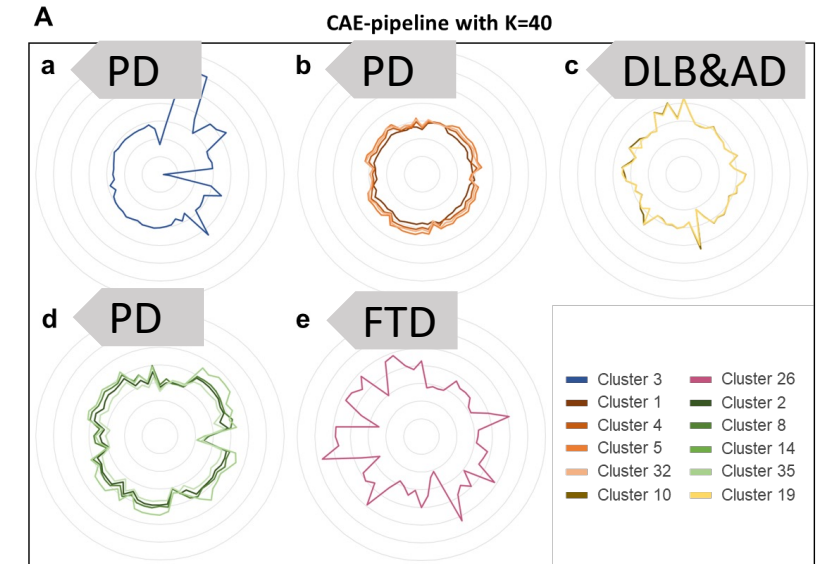 A
CAE-pipeline with K=40
a
PD
b
PD
c
DLB&AD
d
PD
e
FTD
Cluster 3
Cluster 1
Cluster 4
Cluster 5
Cluster 32
Cluster 10
Cluster 26
Cluster 2
Cluster 8
Cluster 14
Cluster 35
Cluster 19